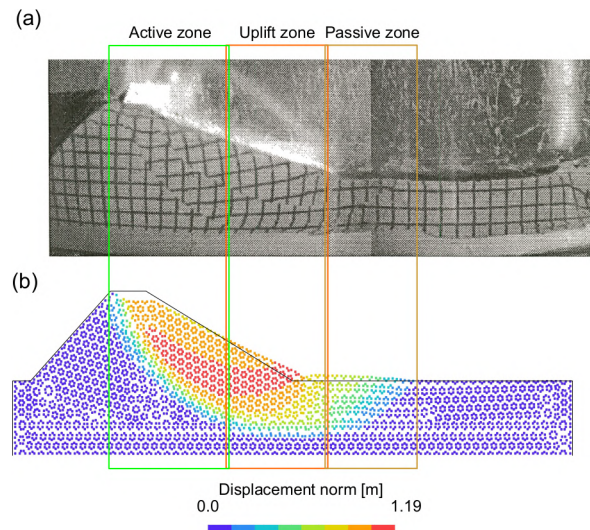 (a)
Active zone Uplift zone Passive zone
(b)
Displacement norm [m]
0.0 1.19